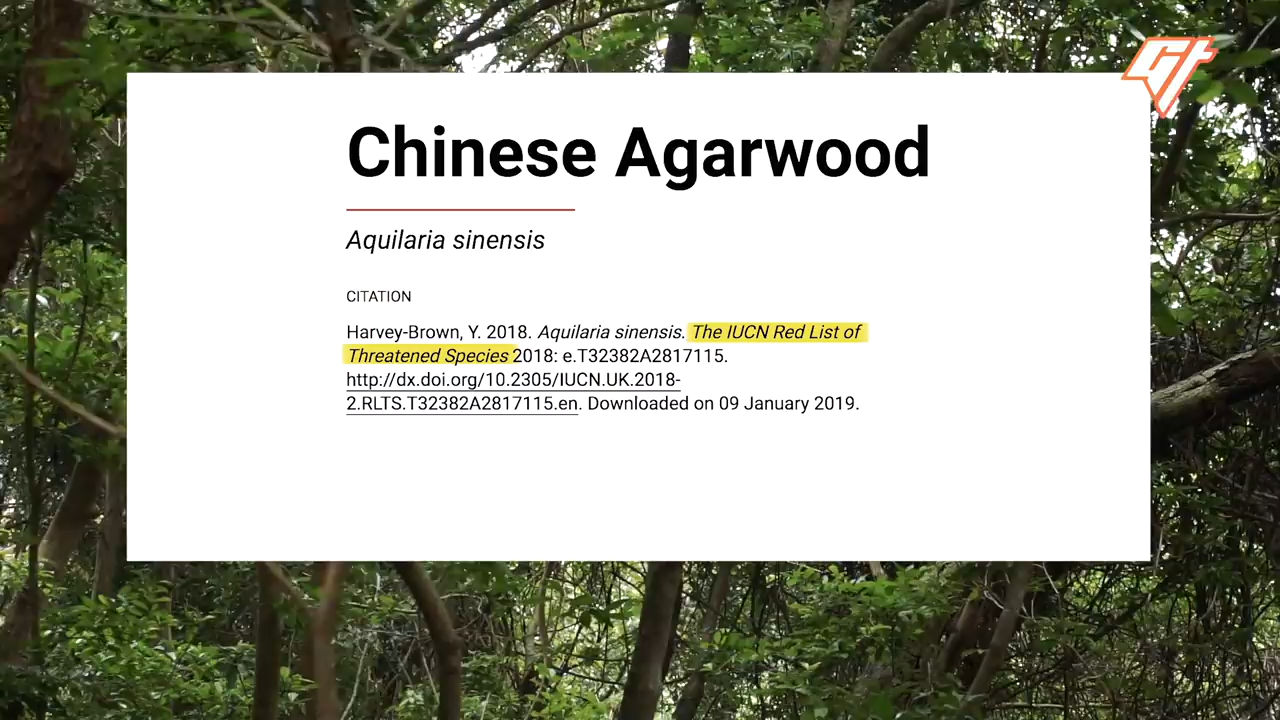 Gt
Chinese Agarwood
Aquilaria sinensis
CITATION
Harvey-Brown, Y. 2018. Aquilaria sinensis. The IUCN Red List of
Threatened Species 2018: e.T32382A2817115.
http://dx.doi.org/10.2305/IUCN.UK.2018-
2.RLTS.T32382A2817115.en. Downloaded on 09 January 2019.